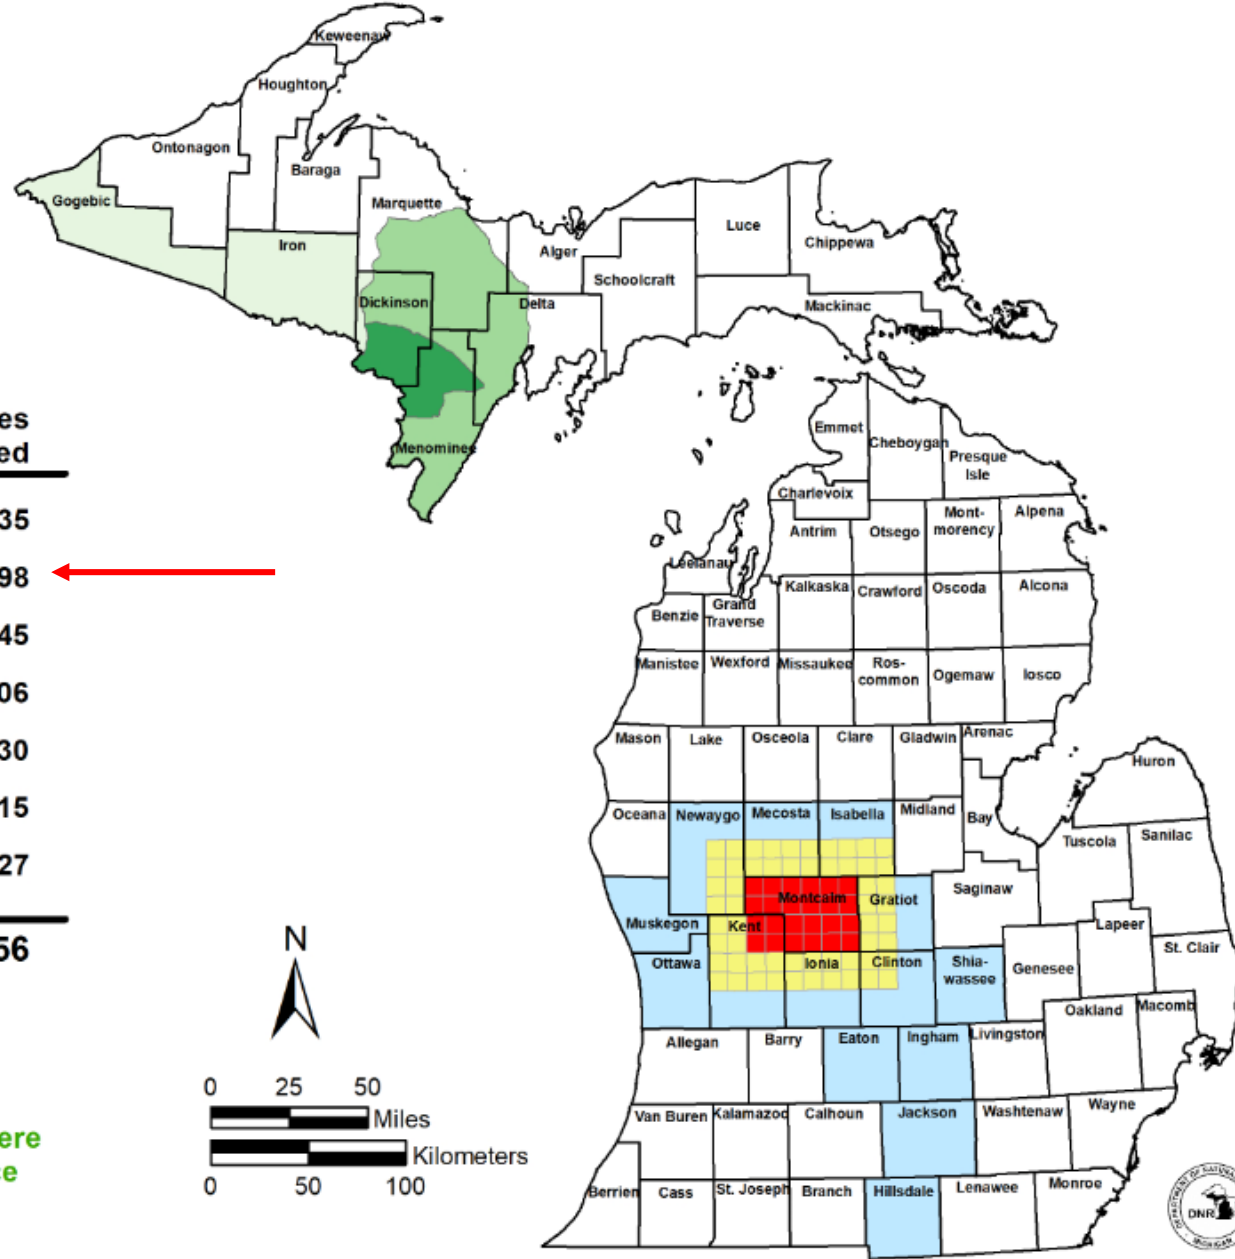 Keweenaw
Houghton
Ontonagon
Baraga
Gogebic
Marquette
Iron
Alger
Luce
Chippewa
Schoolcraft
Dickinson
Delta
Mackinac
Menominee
es
ed
35
98
45
06
30
15
27
56
Emmet
Cheboygan
Presque
Isle
Charlevoix
Antrim
Otsego
Mont-
morency
Alpena
Leelanau
Benzie
Grand
Traverse
Kalkaska
Crawford
Oscoda
Alcona
Manistee
Wexford
Missaukee
Ros-
common
Ogemaw
Iosco
Mason
Lake
Osceola
Clare
Gladwin
Arenac
Huron
Oceana
Newaygo
Mecosta
Isabella
Midland
Bay
Tuscola
Sanilac
Muskegon
Kent
Montcalm
Gratiot
Saginaw
Lapeer
St. Clair
Ottawa
Ionia
Clinton
Shia-
wassee
Genesee
Oakland
Macomb
Allegan
Barry
Eaton
Ingham
Livingston
Van Buren
Kalamazoo
Calhoun
Jackson
Washtenaw
Wayne
Berrien
Cass
St. Joseph
Branch
Hillsdale
Lenawee
Monroe
N
0 25 50
Miles
Kilometers
0 50 100
ere
ce
DNR
MICHIGAN